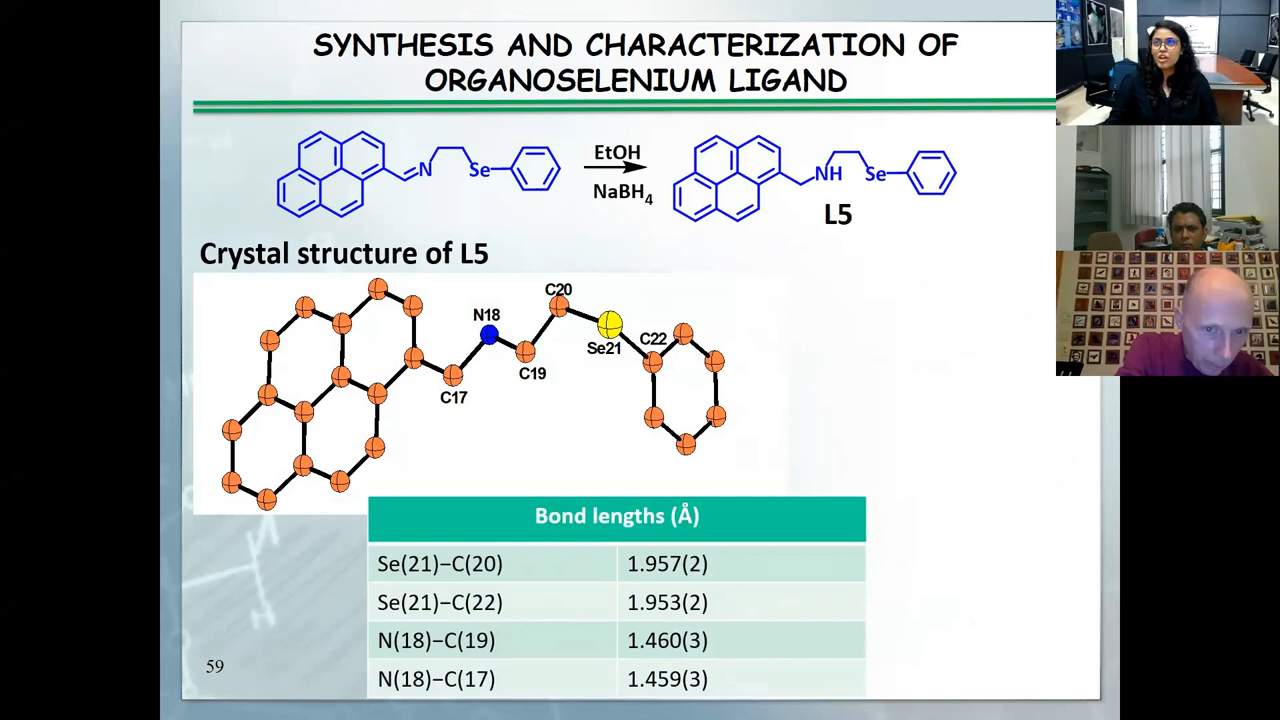 SYNTHESIS AND CHARACTERIZATION OF
ORGANOSELENIUM LIGAND
N
Se
EtOH
NaBH4
NH
Se
L5
Crystal structure of L5
C17
N18
C19
C20
Se21
C22
Bond lengths (Å)
Se(21)−C(20) 1.957(2)
Se(21)−C(22) 1.953(2)
N(18)−C(19) 1.460(3)
N(18)−C(17) 1.459(3)
59